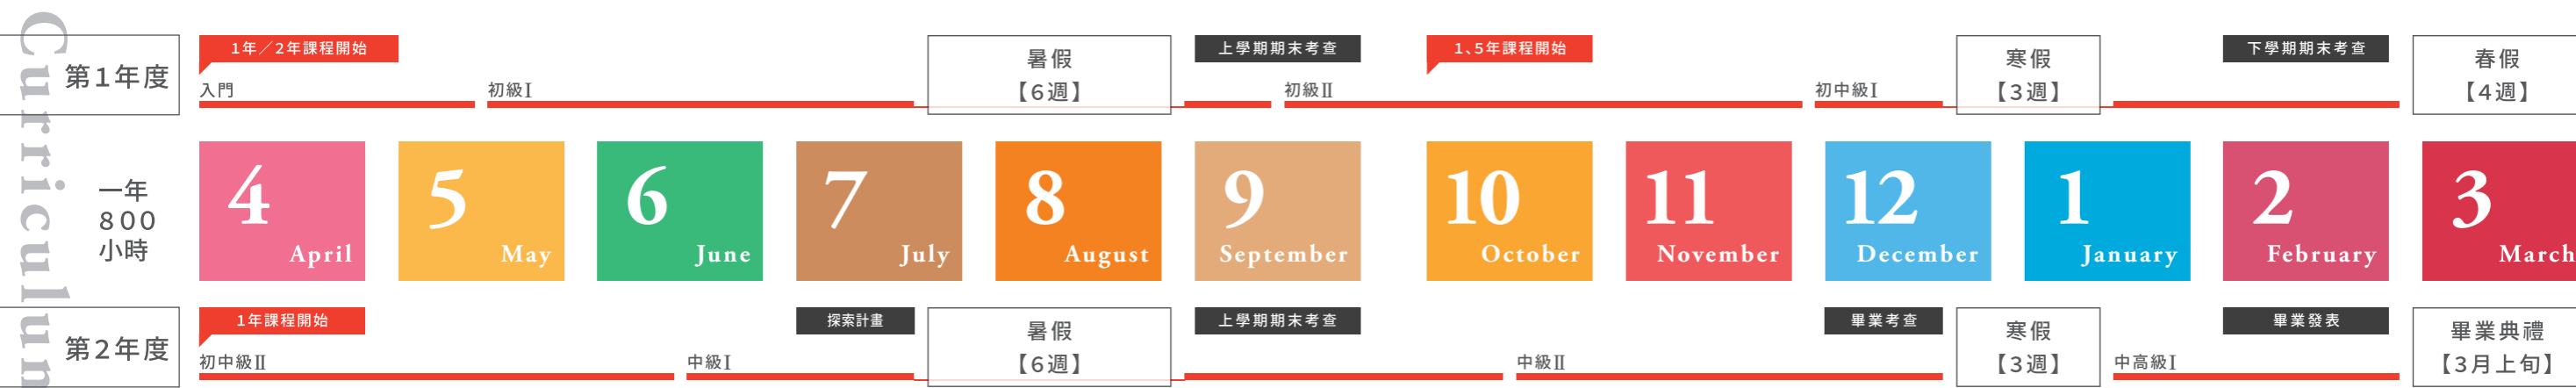 Curriculum
第1年度
1年／2年課程開始
入門
初級Ⅰ
暑假
【6週】
上學期期末考查
初級Ⅱ
1、5年課程開始
初中級Ⅰ
寒假
【3週】
下學期期末考查
春假
【4週】
一年
800
小時
4
April
5
May
6
June
7
July
8
August
9
September
10
October
11
November
12
December
1
January
2
February
3
March
第2年度
1年課程開始
初中級Ⅱ
中級Ⅰ
探索計畫
暑假
【6週】
上學期期末考查
中級Ⅱ
畢業考查
寒假
【3週】
中高級Ⅰ
畢業發表
畢業典禮
【3月上旬】